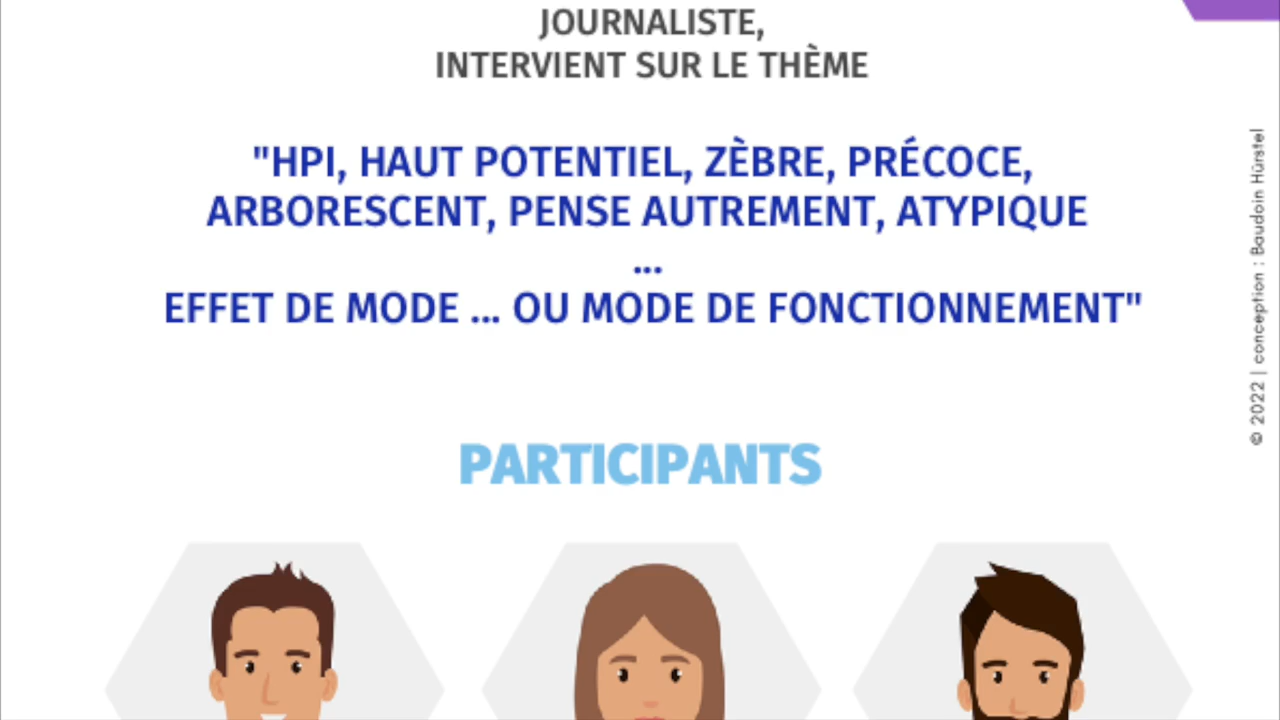 JOURNALISTE,
INTERVIENT SUR LE THÈME
"HPI, HAUT POTENTIEL, ZÈBRE, PRÉCOCE,
ARBORESCENT, PENSE AUTREMENT, ATYPIQUE
...
EFFET DE MODE ... OU MODE DE FONCTIONNEMENT"
PARTICIPANTS
© 2022 | conception : Baudoin Hürstel